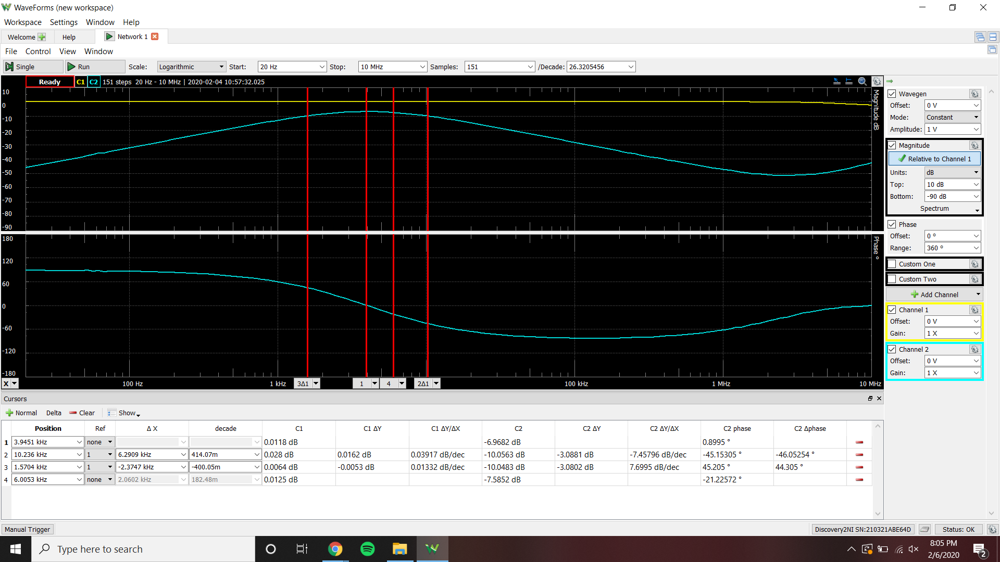 WaveForms (new workspace)
Workspace Settings Window Help
Welcome Help Network 1
File Control View Window
Single Run Scale: Logarithmic Start: 20 Hz Stop: 10 MHz Samples: 151 /Decade: 26.3205456
Ready C1 C2 151 steps 20 Hz - 10 MHz | 2020-02-04 10:57:32.025
10
0
-10
-20
-30
-40
-50
-60
-70
-80
-90
Magnitude dB
180
120
60
0
-60
-120
-180
Phase °
X 100 Hz 1 kHz 3Δ1 1 4 2Δ1 100 kHz 1 MHz 10 MHz
Wavegen
Offset: 0 V
Mode: Constant
Amplitude: 1 V
Magnitude
Relative to Channel 1
Units: dB
Top: 10 dB
Bottom: -90 dB
Spectrum
Phase
Offset: 0 °
Range: 360 °
Custom One
Custom Two
Add Channel
Channel 1
Offset: 0 V
Gain: 1 X
Channel 2
Offset: 0 V
Gain: 1 X
Cursors
Normal Delta Clear Show
Position Ref Δ X decade C1 C1 ΔY C1 ΔY/ΔX C2 C2 ΔY C2 ΔY/ΔX C2 phase C2 Δphase
1 3.9451 kHz none 0.0118 dB -6.9682 dB 0.8995 °
2 10.236 kHz 1 6.2909 kHz 414.07m 0.028 dB 0.0162 dB 0.03917 dB/dec -10.0563 dB -3.0881 dB -7.45796 dB/dec -45.15305 ° -46.05254 °
3 1.5704 kHz 1 -2.3747 kHz -400.05m 0.0064 dB -0.0053 dB 0.01332 dB/dec -10.0483 dB -3.0802 dB 7.6995 dB/dec 45.205 ° 44.305 °
4 6.0053 kHz none 2.0602 kHz 182.48m 0.0125 dB -7.5852 dB -21.22572 °
Manual Trigger Discovery2NI SN:210321ABE64D Status: OK
Type here to search
8:05 PM
2/6/2020
2